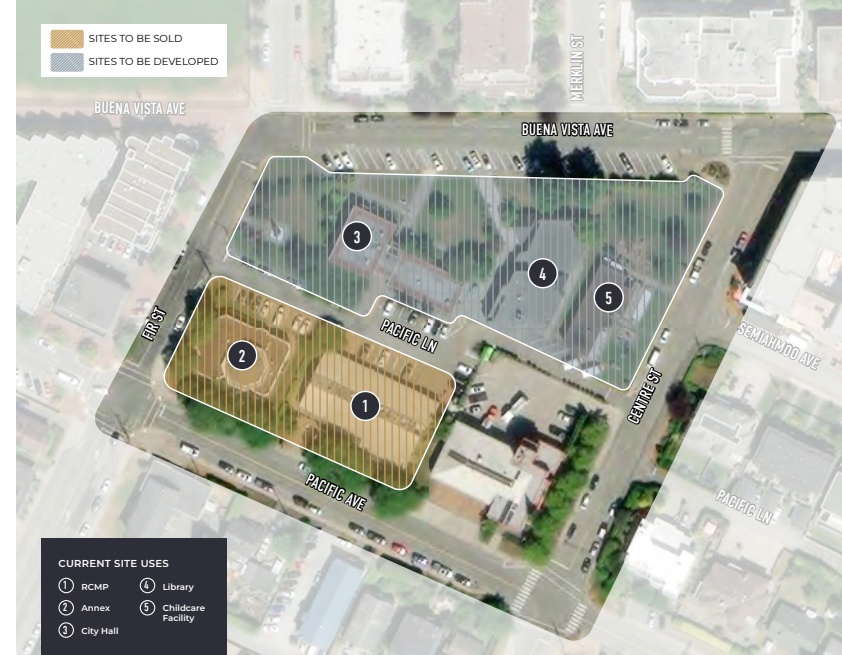 SITES TO BE SOLD
SITES TO BE DEVELOPED
MERKLIN ST
BUENA VISTA AVE
BUENA VISTA AVE
3
4
5
FIR ST
PACIFIC LN
SEMIAHMOO AVE
2
1
CENTRE ST
PACIFIC AVE
PACIFIC LN
CURRENT SITE USES
1 RCMP
2 Annex
3 City Hall
4 Library
5 Childcare
Facility